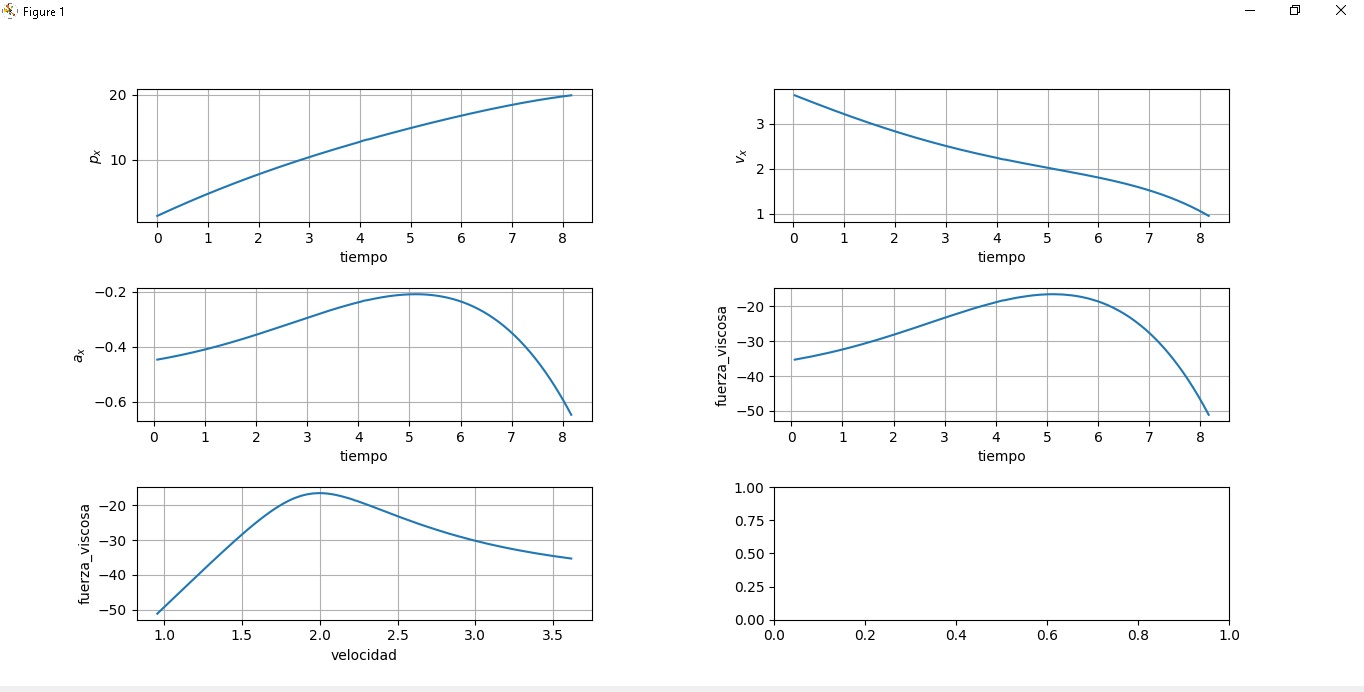 Figure 1
20
10
p_x
0 1 2 3 4 5 6 7 8
tiempo
3
2
1
v_x
0 1 2 3 4 5 6 7 8
tiempo
−0.2
−0.4
−0.6
a_x
0 1 2 3 4 5 6 7 8
tiempo
−20
−30
−40
−50
fuerza_viscosa
0 1 2 3 4 5 6 7 8
tiempo
−20
−30
−40
−50
fuerza_viscosa
1.0 1.5 2.0 2.5 3.0 3.5
velocidad
1.00
0.75
0.50
0.25
0.00
0.0 0.2 0.4 0.6 0.8 1.0